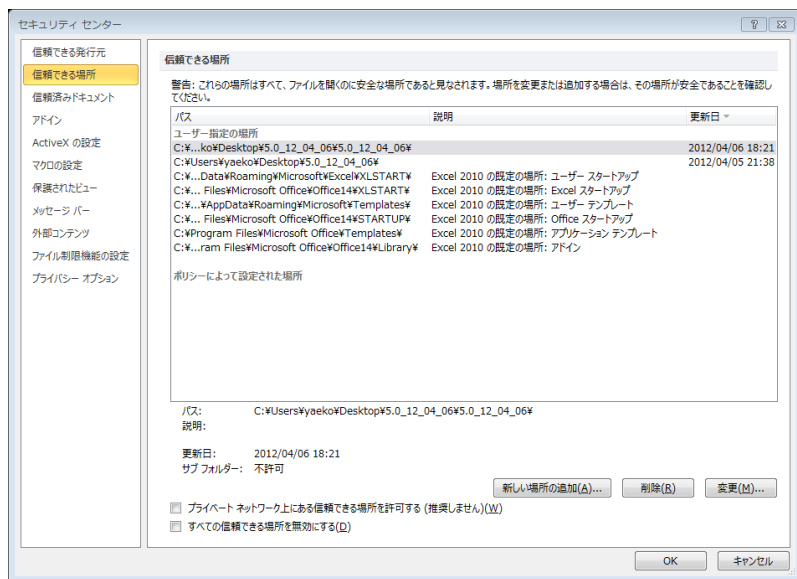 セキュリティ センター
信頼できる発行元
信頼できる場所
信頼済みドキュメント
アドイン
ActiveX の設定
マクロの設定
保護されたビュー
メッセージ バー
外部コンテンツ
ファイル制限機能の設定
プライバシー オプション
信頼できる場所
警告: これらの場所はすべて、ファイルを開くのに安全な場所であると見なされます。場所を変更または追加する場合は、その場所が安全であることを確認し
てください。
パス 説明 更新日
ユーザー指定の場所
C:¥...ko¥Desktop¥5.0_12_04_06¥5.0_12_04_06¥ 2012/04/06 18:21
C:¥Users¥yaeko¥Desktop¥5.0_12_04_06¥ 2012/04/05 21:38
C:¥...Data¥Roaming¥Microsoft¥Excel¥XLSTART¥ Excel 2010 の既定の場所: ユーザー スタートアップ
C:¥... Files¥Microsoft Office¥Office14¥XLSTART¥ Excel 2010 の既定の場所: Excel スタートアップ
C:¥...¥AppData¥Roaming¥Microsoft¥Templates¥ Excel 2010 の既定の場所: ユーザー テンプレート
C:¥... Files¥Microsoft Office¥Office14¥STARTUP¥ Excel 2010 の既定の場所: Office スタートアップ
C:¥Program Files¥Microsoft Office¥Templates¥ Excel 2010 の既定の場所: アプリケーション テンプレート
C:¥...ram Files¥Microsoft Office¥Office14¥Library¥ Excel 2010 の既定の場所: アドイン
ポリシーによって設定された場所
パス: C:¥Users¥yaeko¥Desktop¥5.0_12_04_06¥5.0_12_04_06¥
説明:
更新日: 2012/04/06 18:21
サブ フォルダー: 不許可
新しい場所の追加(A)... 削除(R) 変更(M)...
プライベート ネットワーク上にある信頼できる場所を許可する (推奨しません)(W)
すべての信頼できる場所を無効にする(D)
OK キャンセル